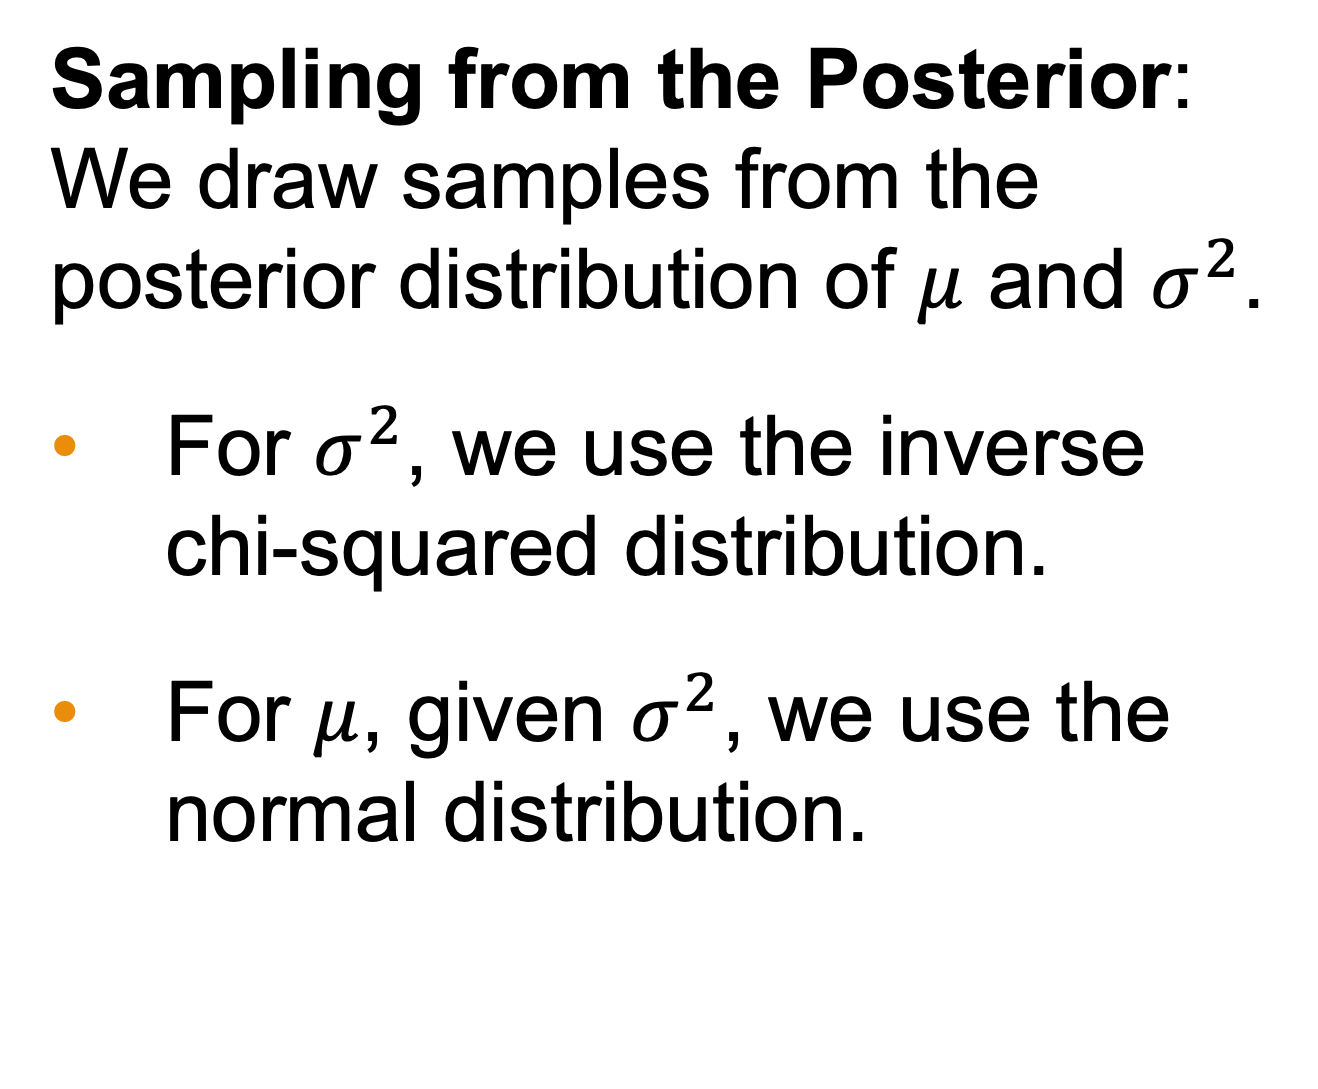 Sampling from the Posterior:
We draw samples from the
posterior distribution of 𝜇 and 𝜎².
• For 𝜎², we use the inverse
chi-squared distribution.
• For 𝜇, given 𝜎², we use the
normal distribution.